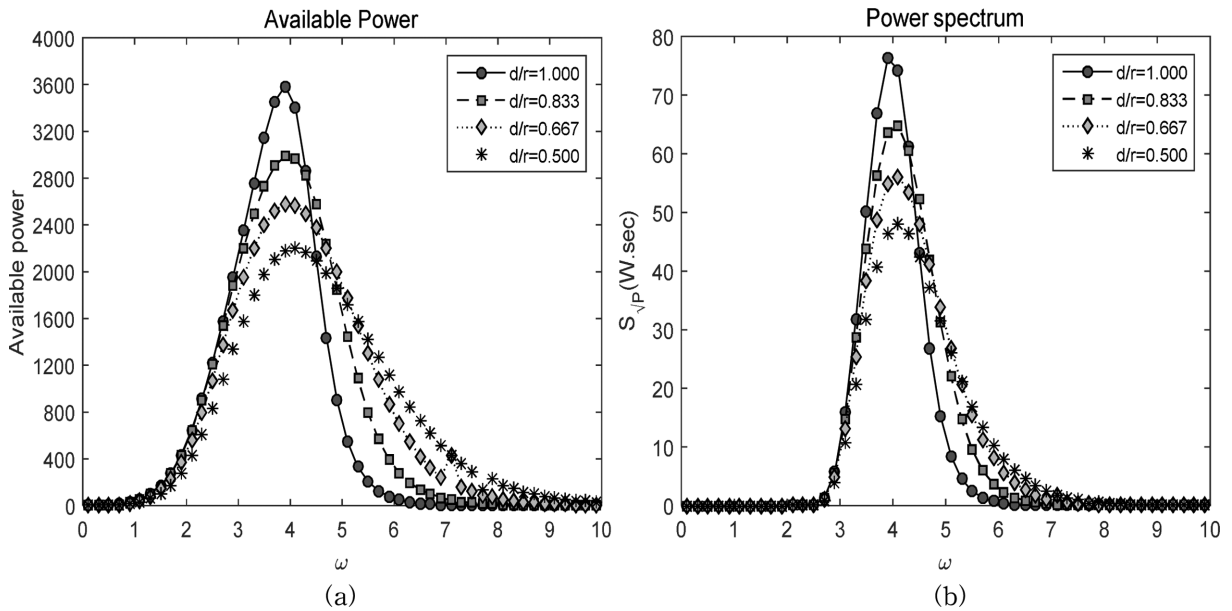 Available Power
4000
3600
3200
2800
2400
2000
1600
1200
800
400
0
Available power
0 1 2 3 4 5 6 7 8 9 10
ω
d/r=1.000
d/r=0.833
d/r=0.667
d/r=0.500
(a)
Power spectrum
80
70
60
50
40
30
20
10
0
S√P(W.sec)
0 1 2 3 4 5 6 7 8 9 10
ω
d/r=1.000
d/r=0.833
d/r=0.667
d/r=0.500
(b)